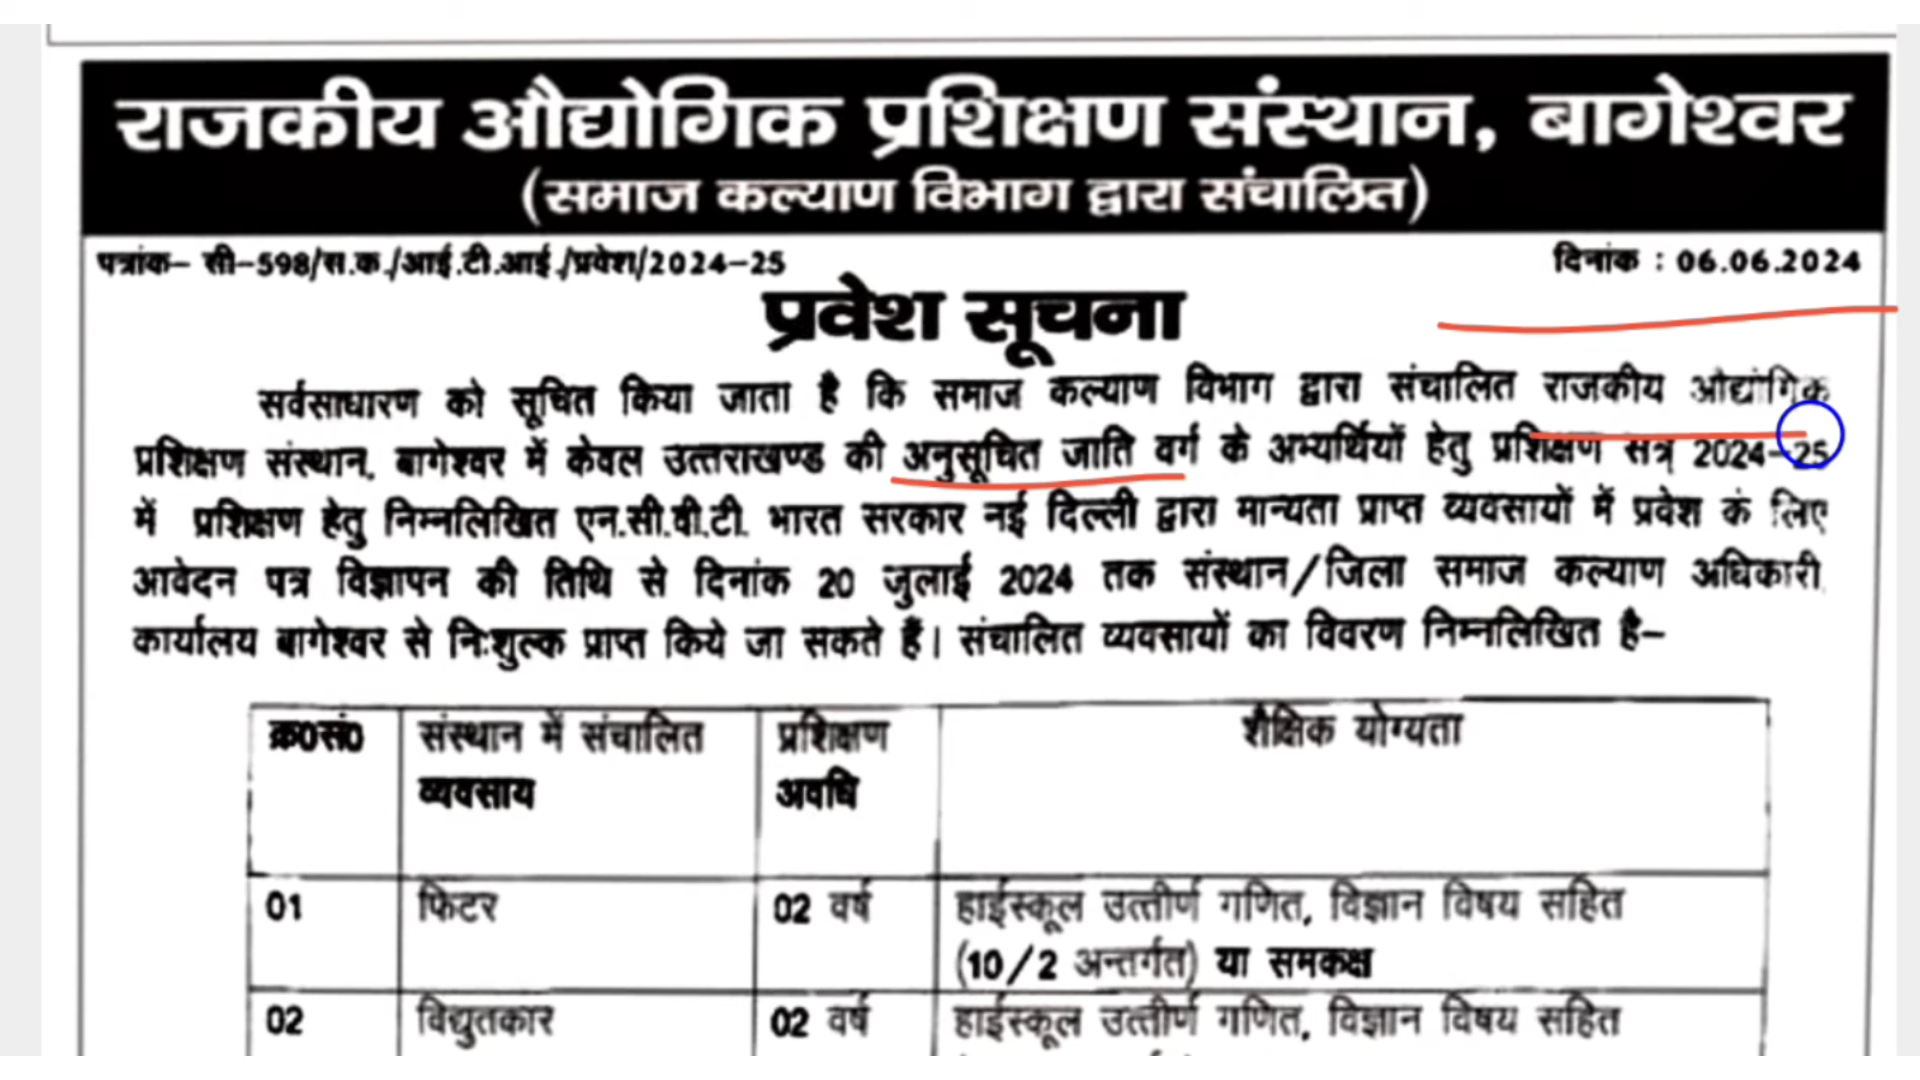 राजकीय औद्योगिक प्रशिक्षण संस्थान, बागेश्वर
(समाज कल्याण विभाग द्वारा संचालित)
पत्रांक- सी-598/स.क./आई.टी.आई./प्रवेश/2024-25 दिनांक : 06.06.2024
प्रवेश सूचना
सर्वसाधारण को सूचित किया जाता है कि समाज कल्याण विभाग द्वारा संचालित राजकीय औद्योगिक
प्रशिक्षण संस्थान, बागेश्वर में केवल उत्तराखण्ड की अनुसूचित जाति वर्ग के अभ्यर्थियों हेतु प्रशिक्षण सत्र 2024-25
में प्रशिक्षण हेतु निम्नलिखित एन.सी.वी.टी. भारत सरकार नई दिल्ली द्वारा मान्यता प्राप्त व्यवसायों में प्रवेश के लिए
आवेदन पत्र विज्ञापन की तिथि से दिनांक 20 जुलाई 2024 तक संस्थान/जिला समाज कल्याण अधिकारी
कार्यालय बागेश्वर से निःशुल्क प्राप्त किये जा सकते हैं। संचालित व्यवसायों का विवरण निम्नलिखित है-
क्र0सं0 संस्थान में संचालित व्यवसाय प्रशिक्षण अवधि शैक्षिक योग्यता
01 फिटर 02 वर्ष हाईस्कूल उत्तीर्ण गणित, विज्ञान विषय सहित
(10/2 अन्तर्गत) या समकक्ष
02 विद्युतकार 02 वर्ष हाईस्कूल उत्तीर्ण गणित, विज्ञान विषय सहित